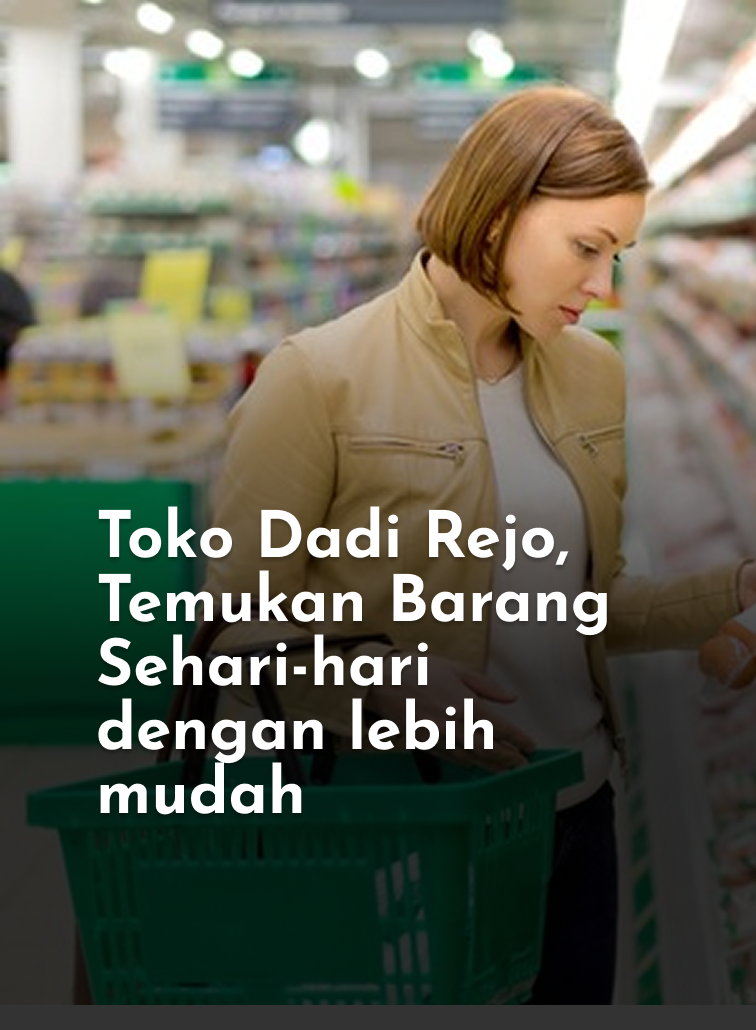 Toko Dadi Rejo,
Temukan Barang
Sehari-hari
dengan lebih
mudah